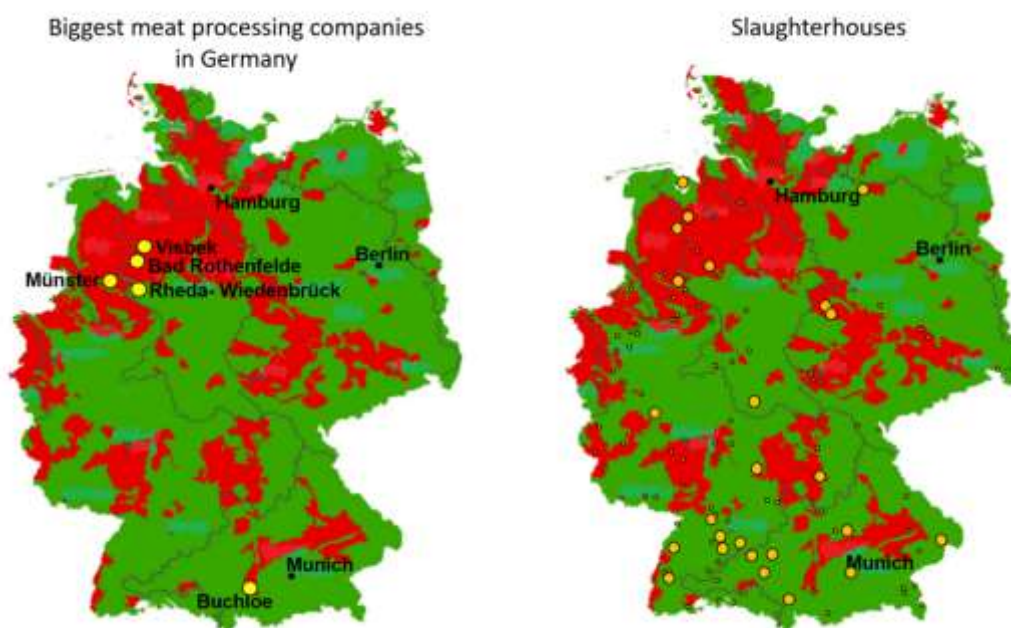 Biggest meat processing companies
in Germany
Hamburg
Visbek
Bad Rothenfelde
Münster
Rheda- Wiedenbrück
Berlin
Munich
Buchloe
Slaughterhouses
Hamburg
Berlin
Munich